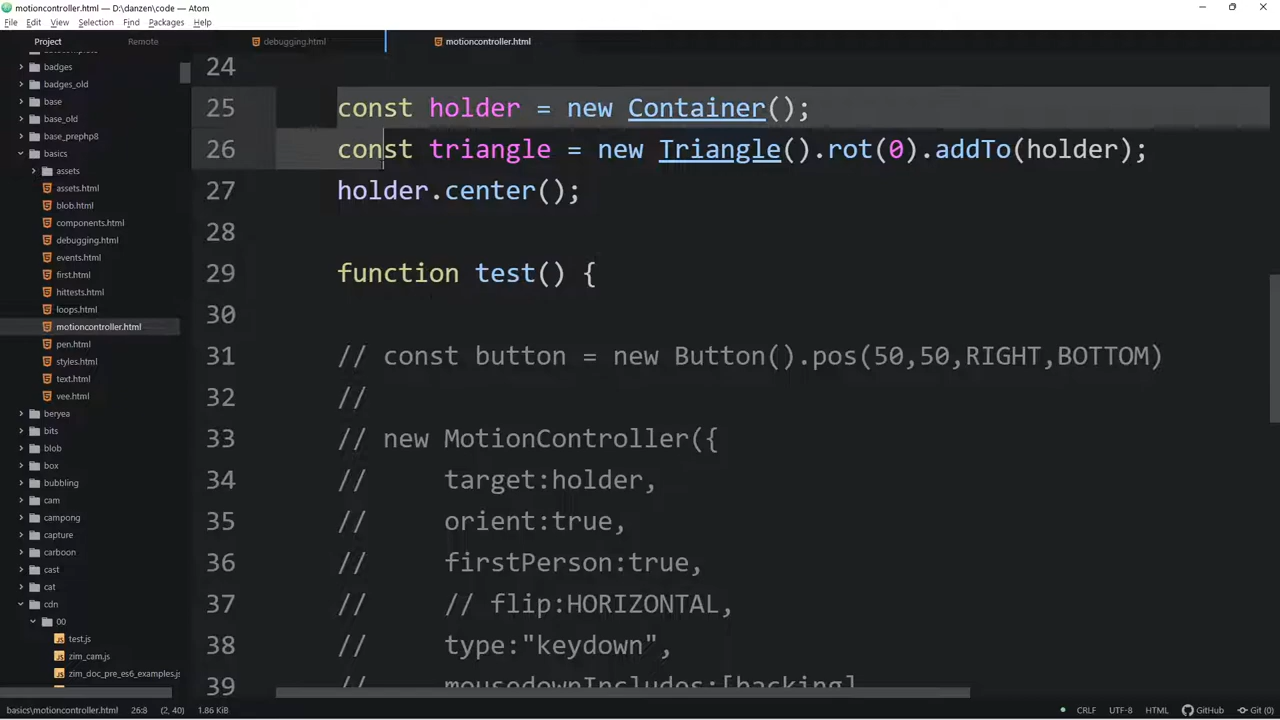 motioncontroller.html — D:\danzen\code — Atom
File Edit View Selection Find Packages Help
Project Remote debugging.html motioncontroller.html
badges
badges_old
base
base_old
base_prephp8
basics
assets
assets.html
blob.html
components.html
debugging.html
events.html
first.html
hittests.html
loops.html
motioncontroller.html
pen.html
styles.html
text.html
vee.html
beryea
bits
blob
box
bubbling
cam
campong
capture
carboon
cast
cat
cdn
00
test.js
zim_cam.js
zim_doc_pre_es6_examples.js
24
25 const holder = new Container();
26 const triangle = new Triangle().rot(0).addTo(holder);
27 holder.center();
28
29 function test() {
30
31 // const button = new Button().pos(50,50,RIGHT,BOTTOM)
32 //
33 // new MotionController({
34 // target:holder,
35 // orient:true,
36 // firstPerson:true,
37 // // flip:HORIZONTAL,
38 // type:"keydown",
39 // mousedownIncludes:[backing]
basics\motioncontroller.html 26:8 (2, 40) 1.86 KiB CRLF UTF-8 HTML GitHub Git (0)